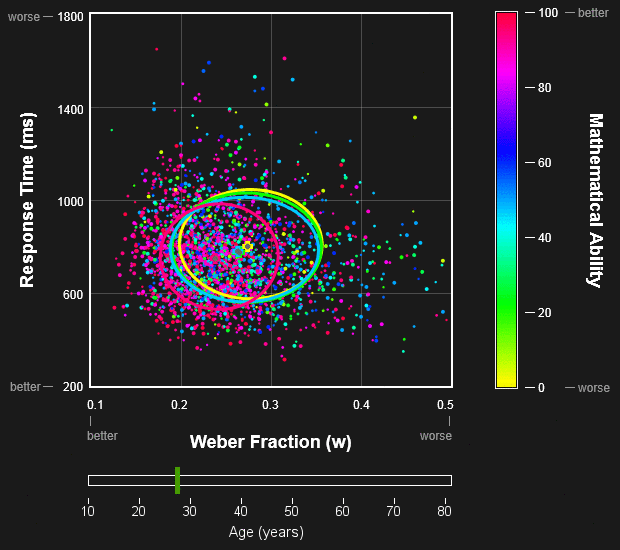 worse
1800
1400
1000
600
better
200
Response Time (ms)
0.1
0.2
0.3
0.4
0.5
better
worse
Weber Fraction (w)
100
better
80
60
40
20
0
worse
Mathematical Ability
10
20
30
40
50
60
70
80
Age (years)